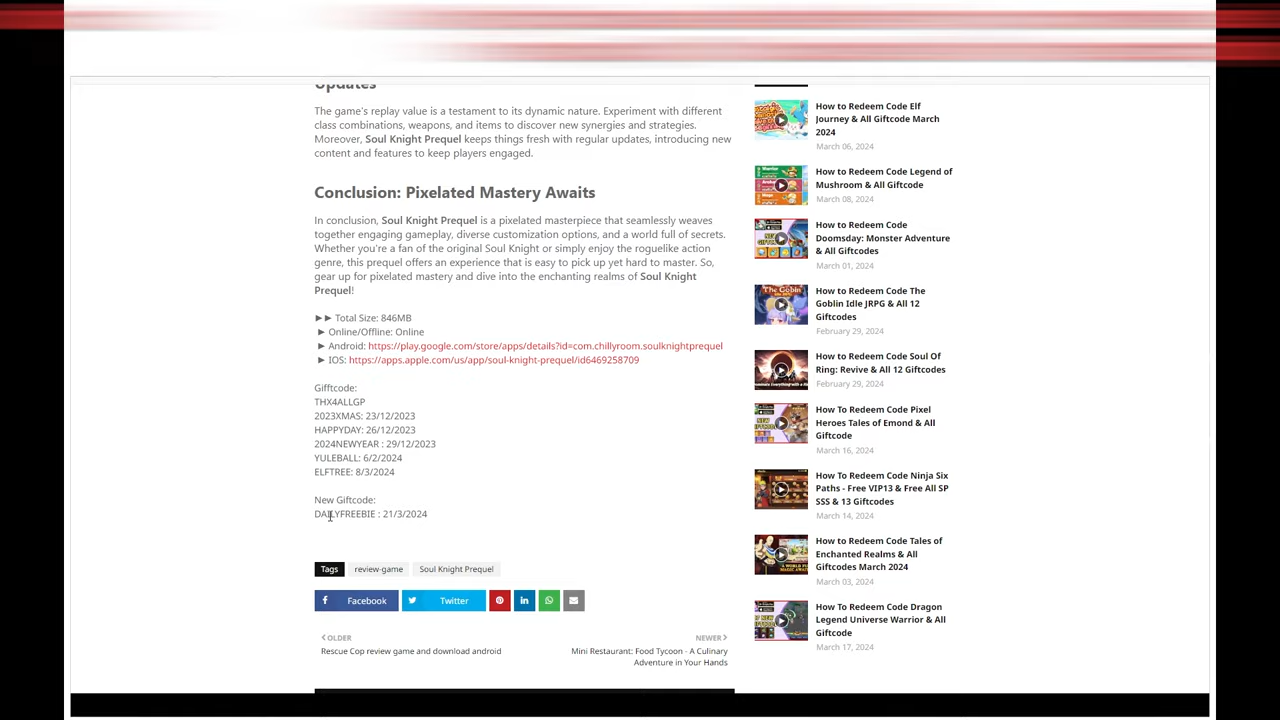 Updates
The game's replay value is a testament to its dynamic nature. Experiment with different
class combinations, weapons, and items to discover new synergies and strategies.
Moreover, Soul Knight Prequel keeps things fresh with regular updates, introducing new
content and features to keep players engaged.
Conclusion: Pixelated Mastery Awaits
In conclusion, Soul Knight Prequel is a pixelated masterpiece that seamlessly weaves
together engaging gameplay, diverse customization options, and a world full of secrets.
Whether you're a fan of the original Soul Knight or simply enjoy the roguelike action
genre, this prequel offers an experience that is easy to pick up yet hard to master. So,
gear up for pixelated mastery and dive into the enchanting realms of Soul Knight
Prequel!
►► Total Size: 846MB
► Online/Offline: Online
► Android: https://play.google.com/store/apps/details?id=com.chillyroom.soulknightprequel
► IOS: https://apps.apple.com/us/app/soul-knight-prequel/id6469258709
Gifftcode:
THX4ALLGP
2023XMAS: 23/12/2023
HAPPYDAY: 26/12/2023
2024NEWYEAR : 29/12/2023
YULEBALL: 6/2/2024
ELFTREE: 8/3/2024
New Giftcode:
DAILYFREEBIE : 21/3/2024
Tags review-game Soul Knight Prequel
Facebook Twitter
OLDER
Rescue Cop review game and download android
NEWER
Mini Restaurant: Food Tycoon - A Culinary
Adventure in Your Hands
How to Redeem Code Elf
Journey & All Giftcode March
2024
March 06, 2024
How to Redeem Code Legend of
Mushroom & All Giftcode
March 08, 2024
How to Redeem Code
Doomsday: Monster Adventure
& All Giftcodes
March 01, 2024
How to Redeem Code The
Goblin Idle JRPG & All 12
Giftcodes
February 29, 2024
How to Redeem Code Soul Of
Ring: Revive & All 12 Giftcodes
February 29, 2024
How To Redeem Code Pixel
Heroes Tales of Emond & All
Giftcode
March 16, 2024
How To Redeem Code Ninja Six
Paths - Free VIP13 & Free All SP
SSS & 13 Giftcodes
March 14, 2024
How to Redeem Code Tales of
Enchanted Realms & All
Giftcodes March 2024
March 03, 2024
How To Redeem Code Dragon
Legend Universe Warrior & All
Giftcode
March 17, 2024